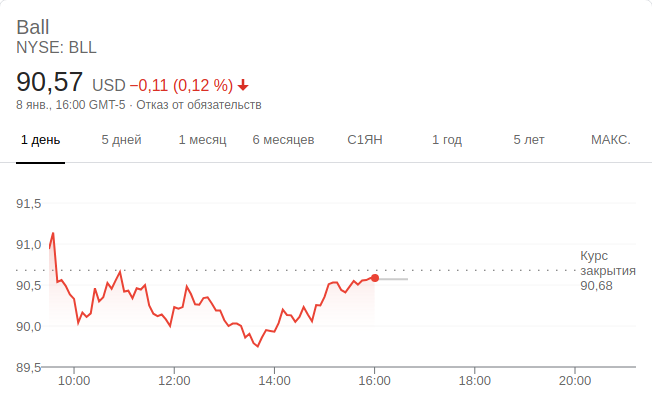 Ball
NYSE: BLL
90,57 USD −0,11 (0,12 %)
8 янв., 16:00 GMT-5 · Отказ от обязательств
1 день 5 дней 1 месяц 6 месяцев С1ЯН 1 год 5 лет МАКС.
91,5
91,0
90,5
90,0
89,5
Курс
закрытия
90,68
10:00 12:00 14:00 16:00 18:00 20:00